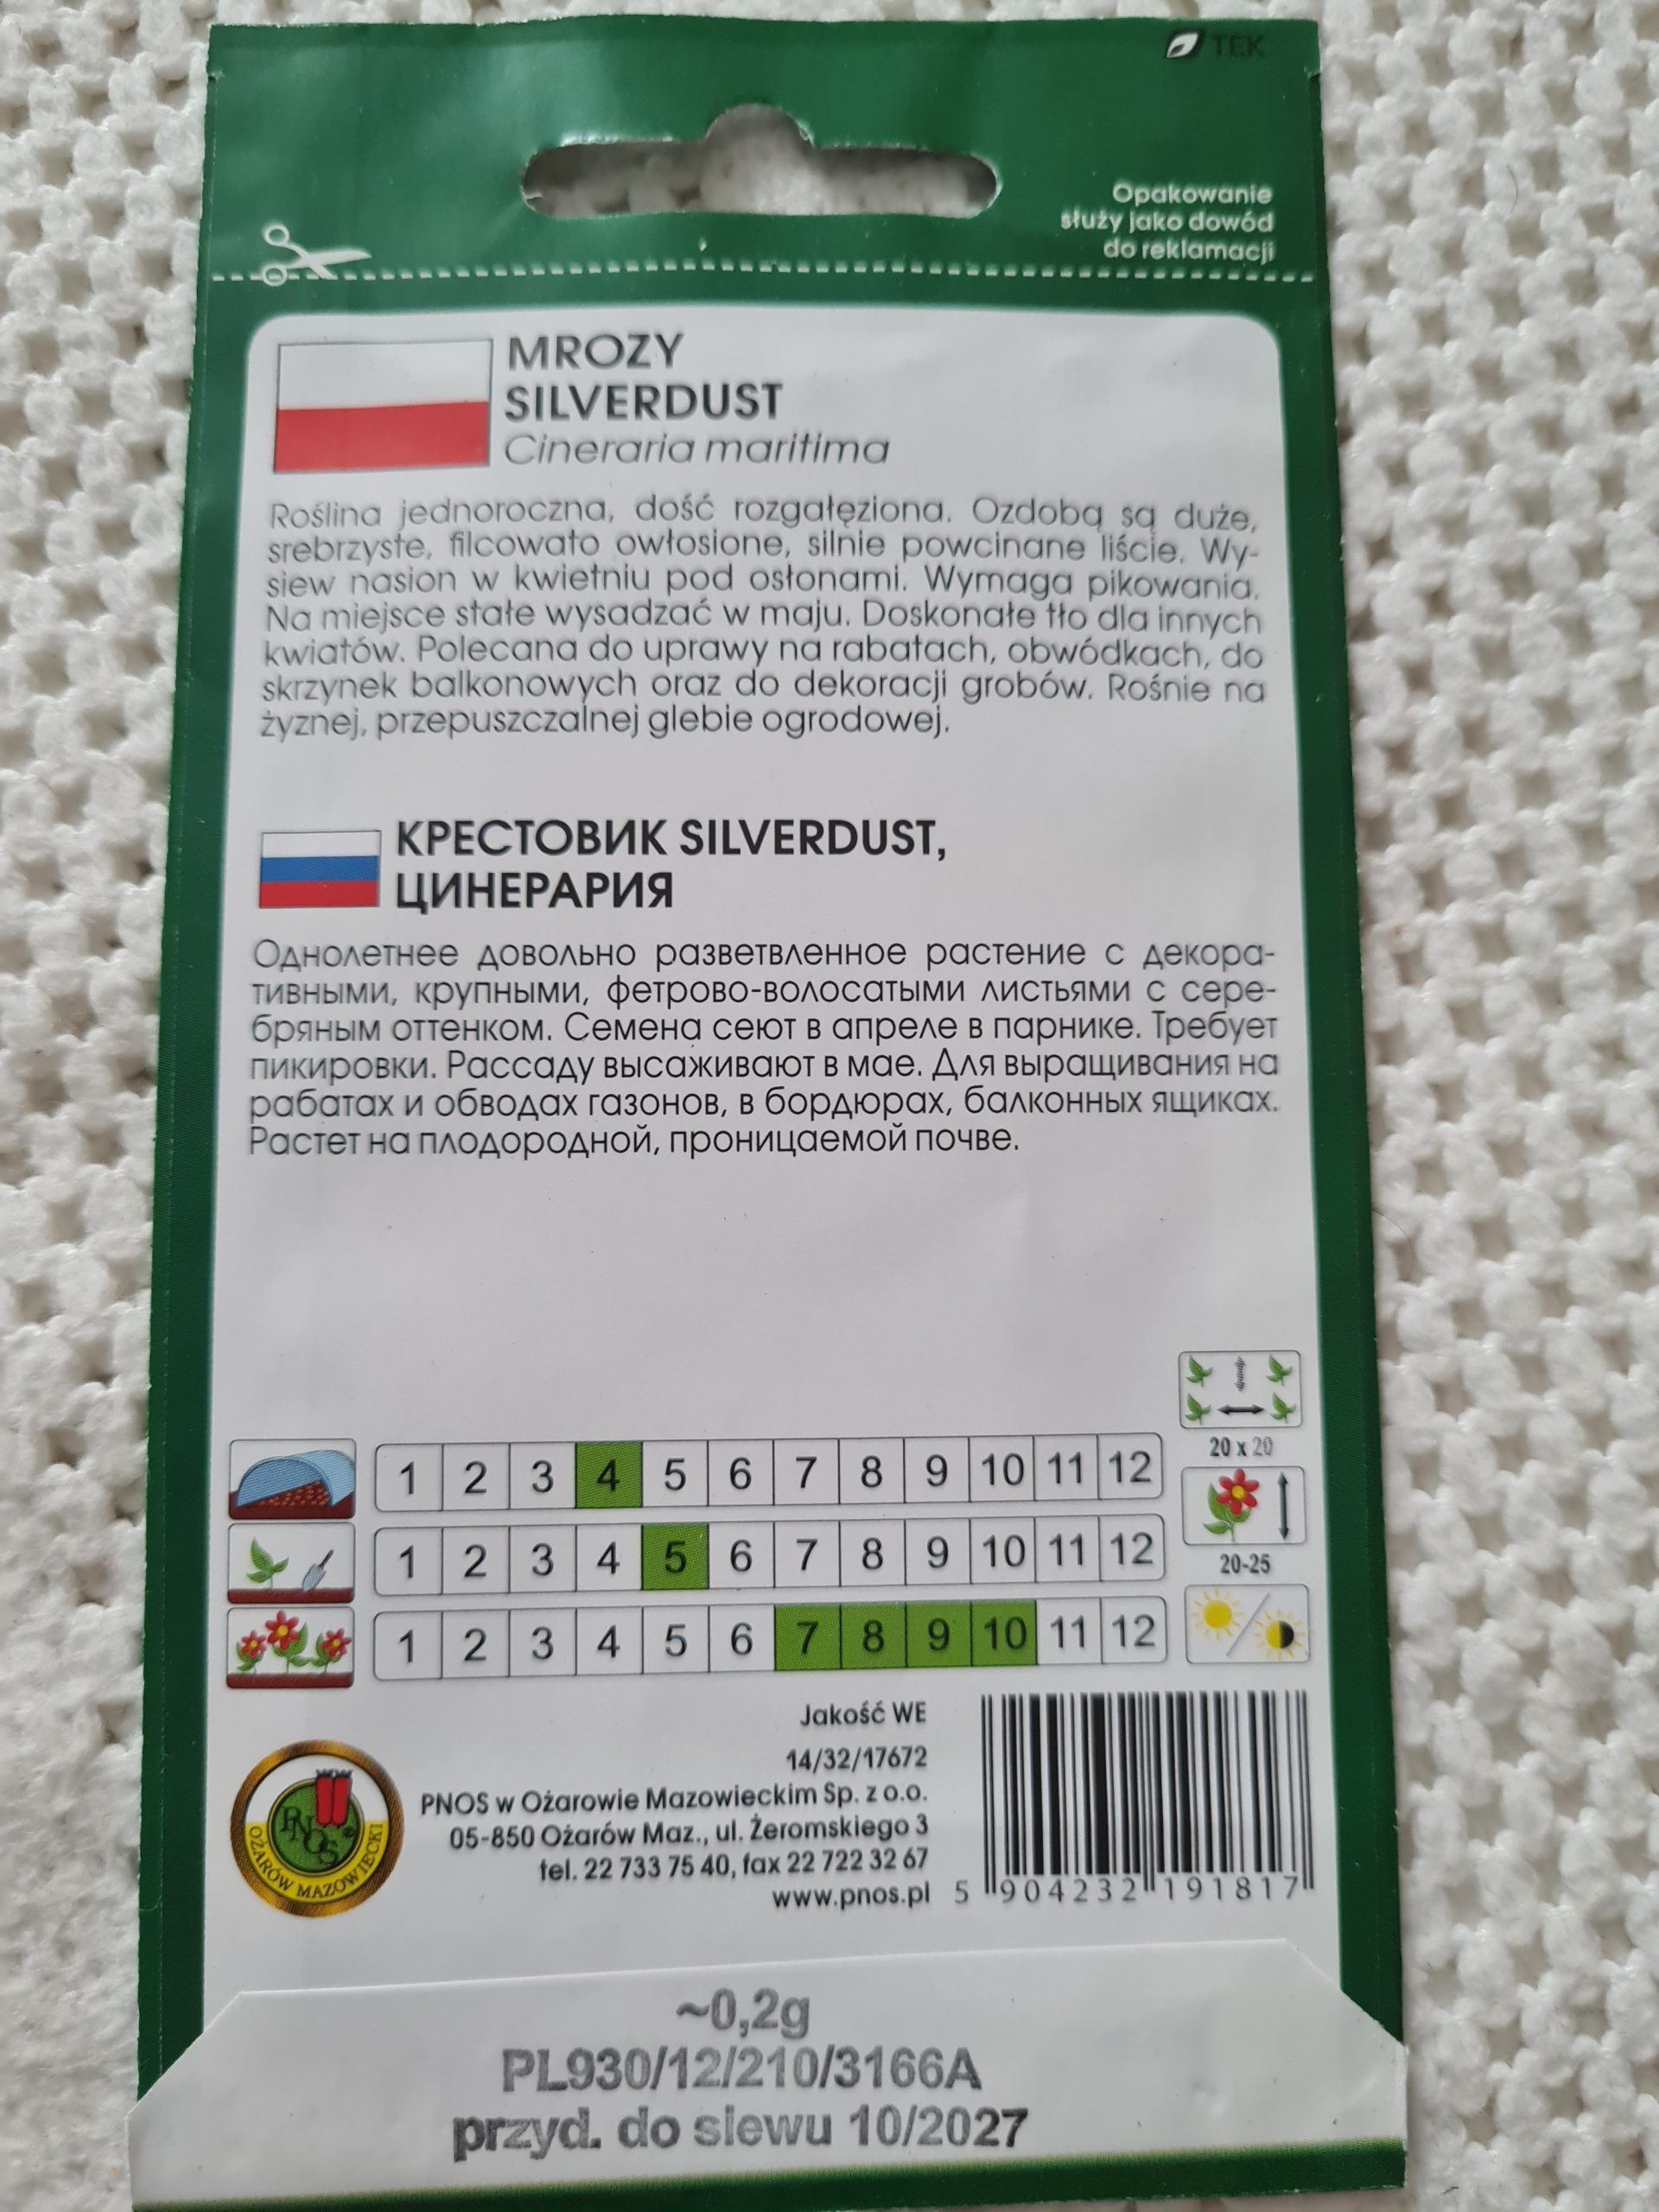 TEK
Opakowanie
służy jako dowód
do reklamacji
MROZY
SILVERDUST
Cineraria maritima
Roślina jednoroczna, dość rozgałęziona. Ozdobą są duże,
srebrzyste, filcowato owłosione, silnie powcinane liście. Wy-
siew nasion w kwietniu pod osłonami. Wymaga pikowania.
Na miejsce stałe wysadzać w maju. Doskonałe tło dla innych
kwiatów. Polecana do uprawy na rabatach, obwódkach, do
skrzynek balkonowych oraz do dekoracji grobów. Rośnie na
żyznej, przepuszczalnej glebie ogrodowej.
КРЕСТОВИК SILVERDUST,
ЦИНЕРАРИЯ
Однолетнее довольно разветвленное растение с декора-
тивными, крупными, фетрово-волосатыми листьями с сере-
бряным оттенком. Семена сеют в апреле в парнике. Требует
пикировки. Рассаду высаживают в мае. Для выращивания на
рабатах и обводах газонов, в бордюрах, балконных ящиках.
Растет на плодородной, проницаемой почве.
20 x 20
1 2 3 4 5 6 7 8 9 10 11 12
1 2 3 4 5 6 7 8 9 10 11 12
20-25
1 2 3 4 5 6 7 8 9 10 11 12
Jakość WE
14/32/17672
PNOS w Ożarowie Mazowieckim Sp. z o.o.
05-850 Ożarów Maz., ul. Żeromskiego 3
tel. 22 733 75 40, fax 22 722 32 67
www.pnos.pl
PNOS
OŻARÓW MAZOWIECKI
5 904232 191817
~0,2g
PL930/12/210/3166A
przyd. do siewu 10/2027